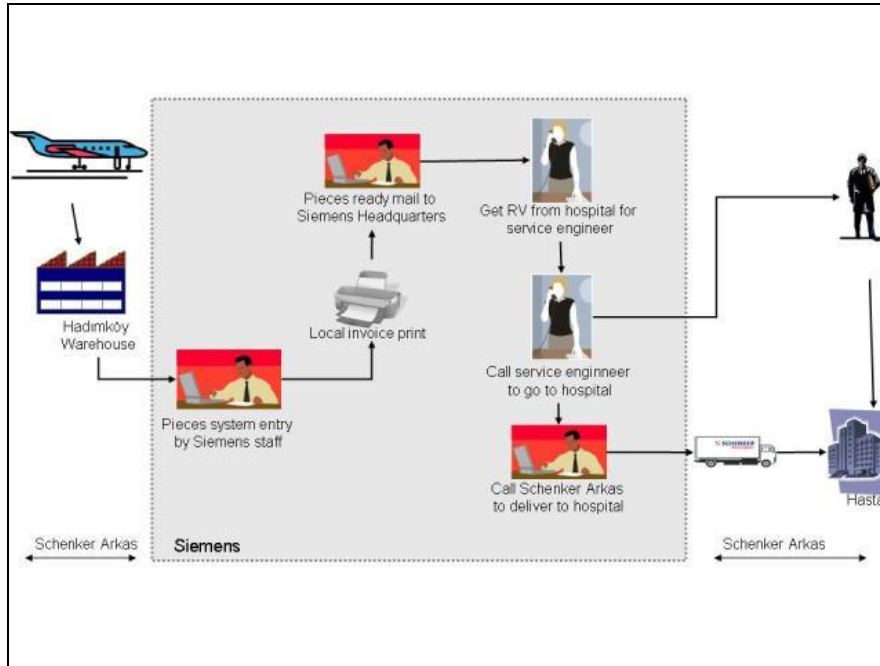 Pieces ready mail to
Siemens Headquarters
Get RV from hospital for
service engineer
Hadımköy
Warehouse
Local invoice print
Call service enginneer
to go to hospital
Pieces system entry
by Siemens staff
SCHENKER
Call Schenker Arkas
to deliver to hospital
Hasta
Schenker Arkas
Siemens
Schenker Arkas